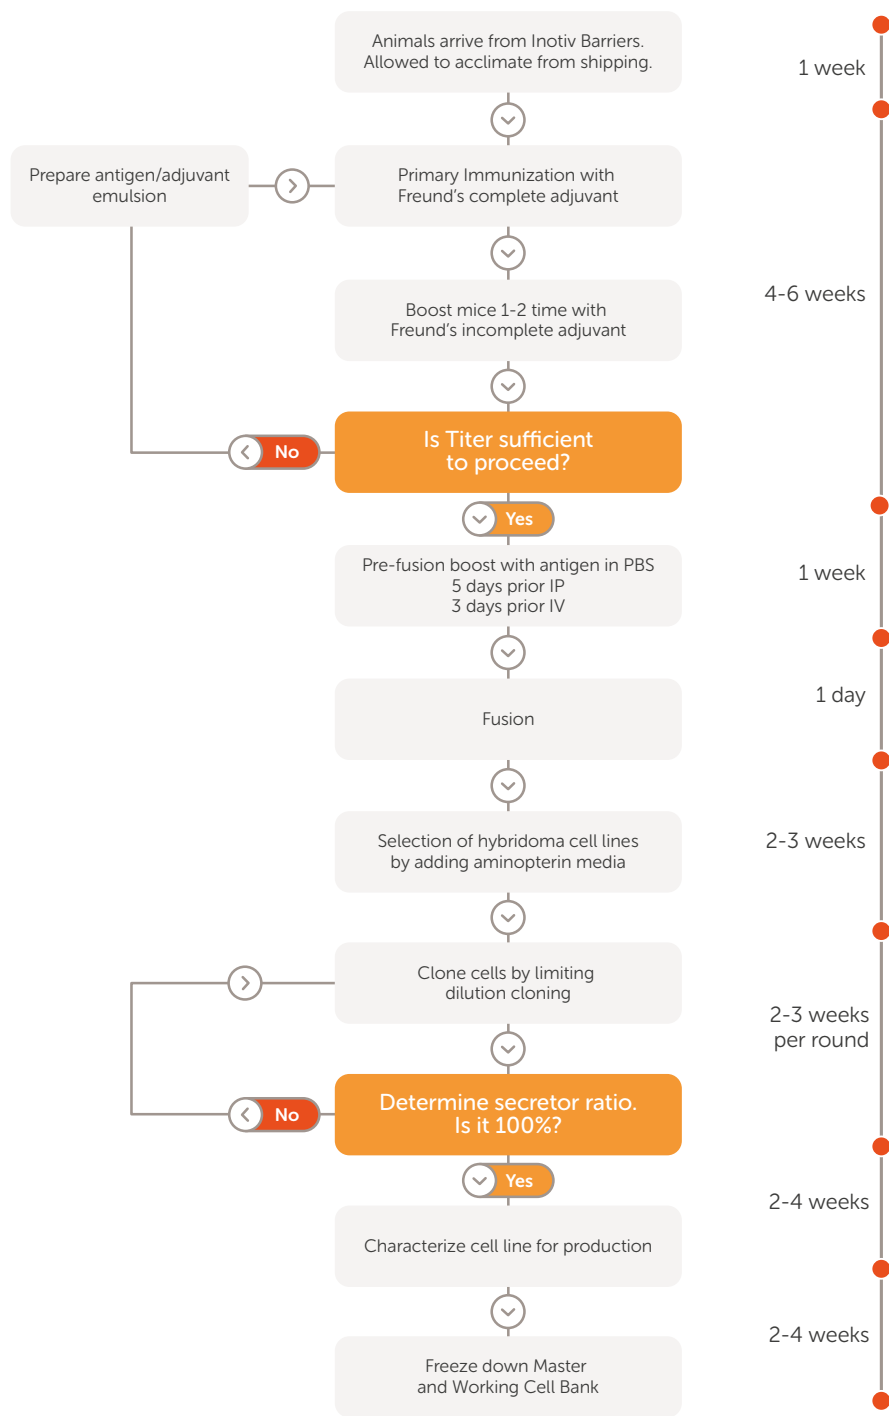 Animals arrive from Inotiv Barriers.
Allowed to acclimate from shipping.
1 week
Prepare antigen/adjuvant
emulsion
Primary Immunization with
Freund's complete adjuvant
4-6 weeks
Boost mice 1-2 time with
Freund's incomplete adjuvant
Is Titer sufficient
to proceed?
No
Yes
Pre-fusion boost with antigen in PBS
5 days prior IP
3 days prior IV
1 week
Fusion
1 day
Selection of hybridoma cell lines
by adding aminopterin media
2-3 weeks
Clone cells by limiting
dilution cloning
2-3 weeks
per round
Determine secretor ratio.
Is it 100%?
No
Yes
Characterize cell line for production
2-4 weeks
Freeze down Master
and Working Cell Bank
2-4 weeks